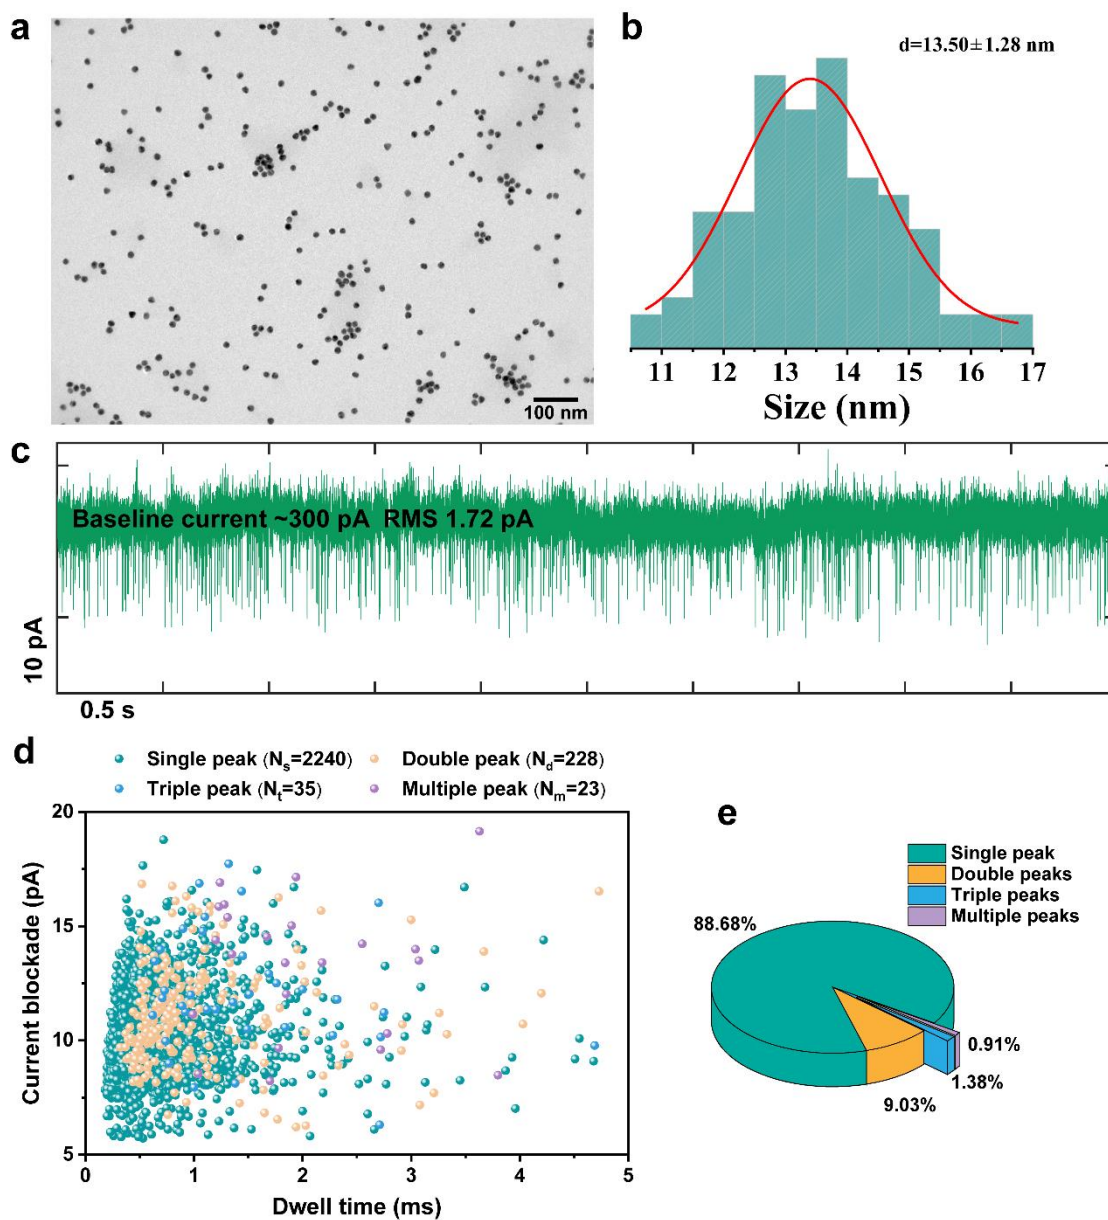 a
100 nm
b
d=13.50±1.28 nm
11 12 13 14 15 16 17
Size (nm)
c
Baseline current ~300 pA RMS 1.72 pA
10 pA
0.5 s
d
Single peak (Nₛ=2240)
Double peak (N_d=228)
Triple peak (Nₜ=35)
Multiple peak (Nₘ=23)
20
15
10
5
Current blockade (pA)
0 1 2 3 4 5
Dwell time (ms)
e
Single peak
Double peaks
Triple peaks
Multiple peaks
88.68%
0.91%
1.38%
9.03%